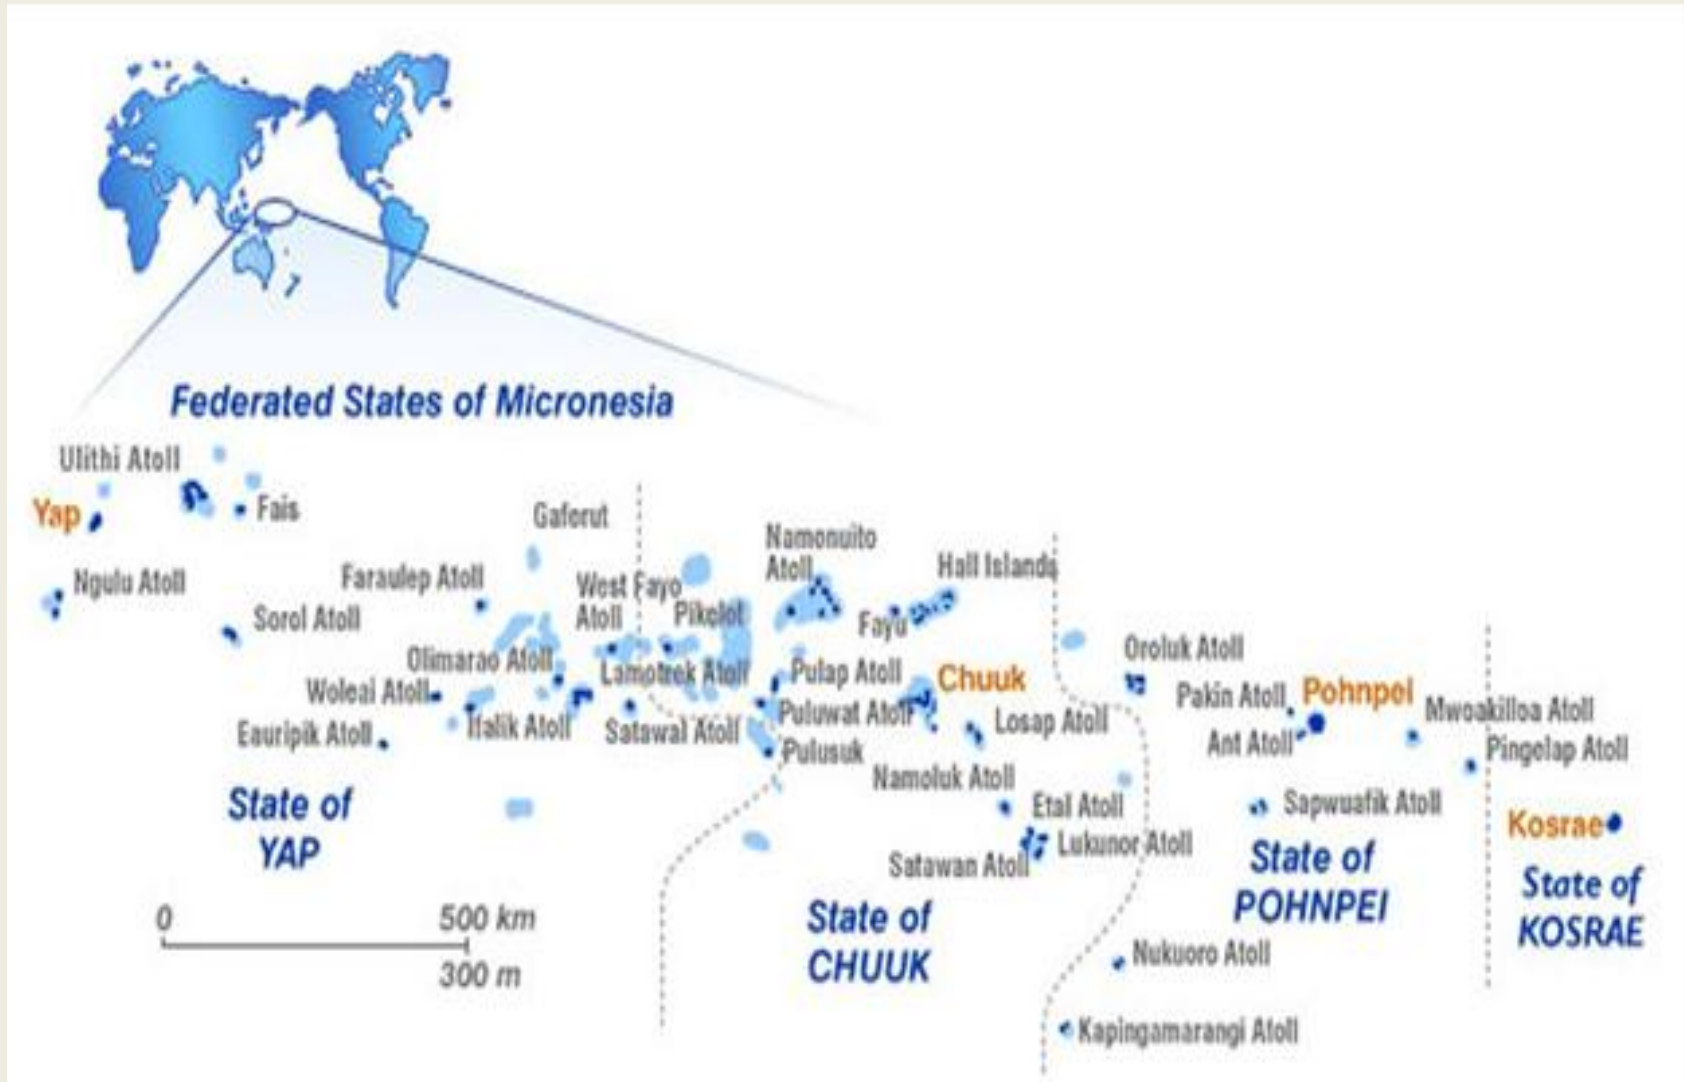 Federated States of Micronesia
Ulithi Atoll
Yap
Fais
Gaferut
Ngulu Atoll
Faraulep Atoll
Sorol Atoll
West Fayo
Atoll
Pikelot
Namonuito
Atoll
Hall Islands
Fayu
Olimarao Atoll
Lamotrek Atoll
Pulap Atoll
Chuuk
Oroluk Atoll
Woleai Atoll
Ifalik Atoll
Satawal Atoll
Puluwat Atoll
Losap Atoll
Pakin Atoll
Pohnpei
Mwoakilloa Atoll
Eauripik Atoll
Pulusuk
Ant Atoll
Pingelap Atoll
Namoluk Atoll
Etal Atoll
Sapwuafik Atoll
Kosrae
Lukunor Atoll
Satawan Atoll
State of
YAP
State of
CHUUK
State of
POHNPEI
State of
KOSRAE
0
500 km
300 m
Nukuoro Atoll
Kapingamarangi Atoll